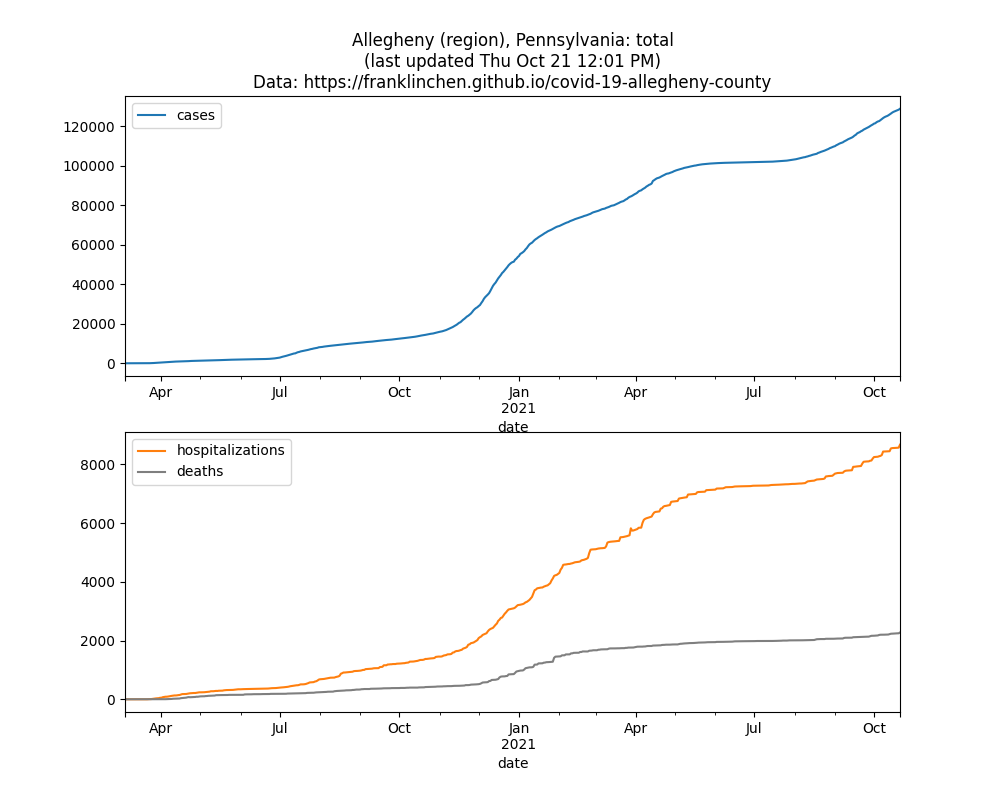 Allegheny (region), Pennsylvania: total
(last updated Thu Oct 21 12:01 PM)
Data: https://franklinchen.github.io/covid-19-allegheny-county
cases
120000
100000
80000
60000
40000
20000
0
Apr Jul Oct Jan Apr Jul Oct
2021
date
hospitalizations
deaths
8000
6000
4000
2000
0
Apr Jul Oct Jan Apr Jul Oct
2021
date